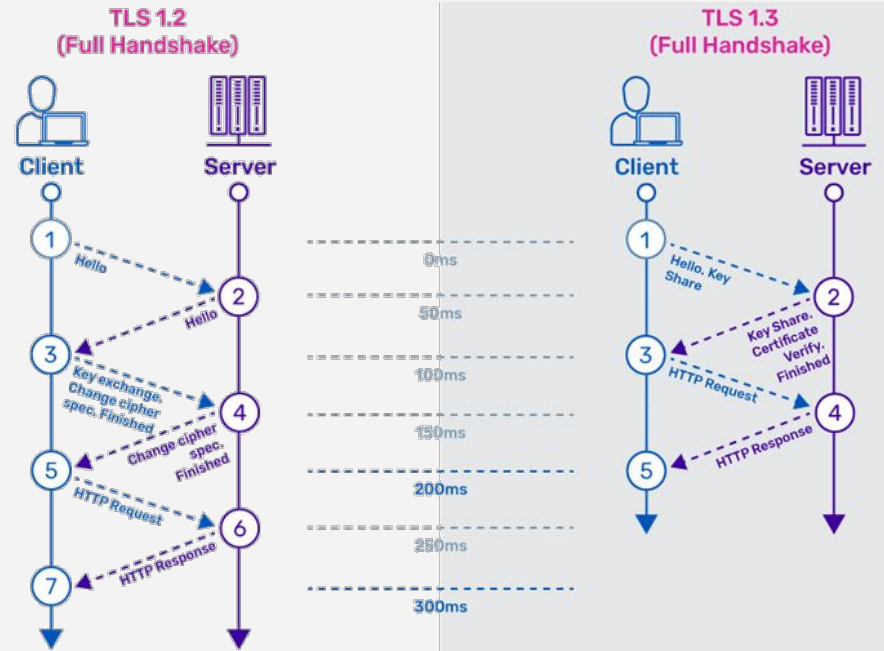 TLS 1.2
(Full Handshake)
Client
Server
1
Hello
2
Hello
3
Key exchange.
Change cipher
spec. Finished
4
Change cipher
spec.
Finished
5
HTTP Request
6
HTTP Response
7
0ms
50ms
100ms
150ms
200ms
250ms
300ms
TLS 1.3
(Full Handshake)
Client
Server
1
Hello. Key
Share
2
Key Share.
Certificate
Verify.
Finished
3
HTTP Request
4
HTTP Response
5